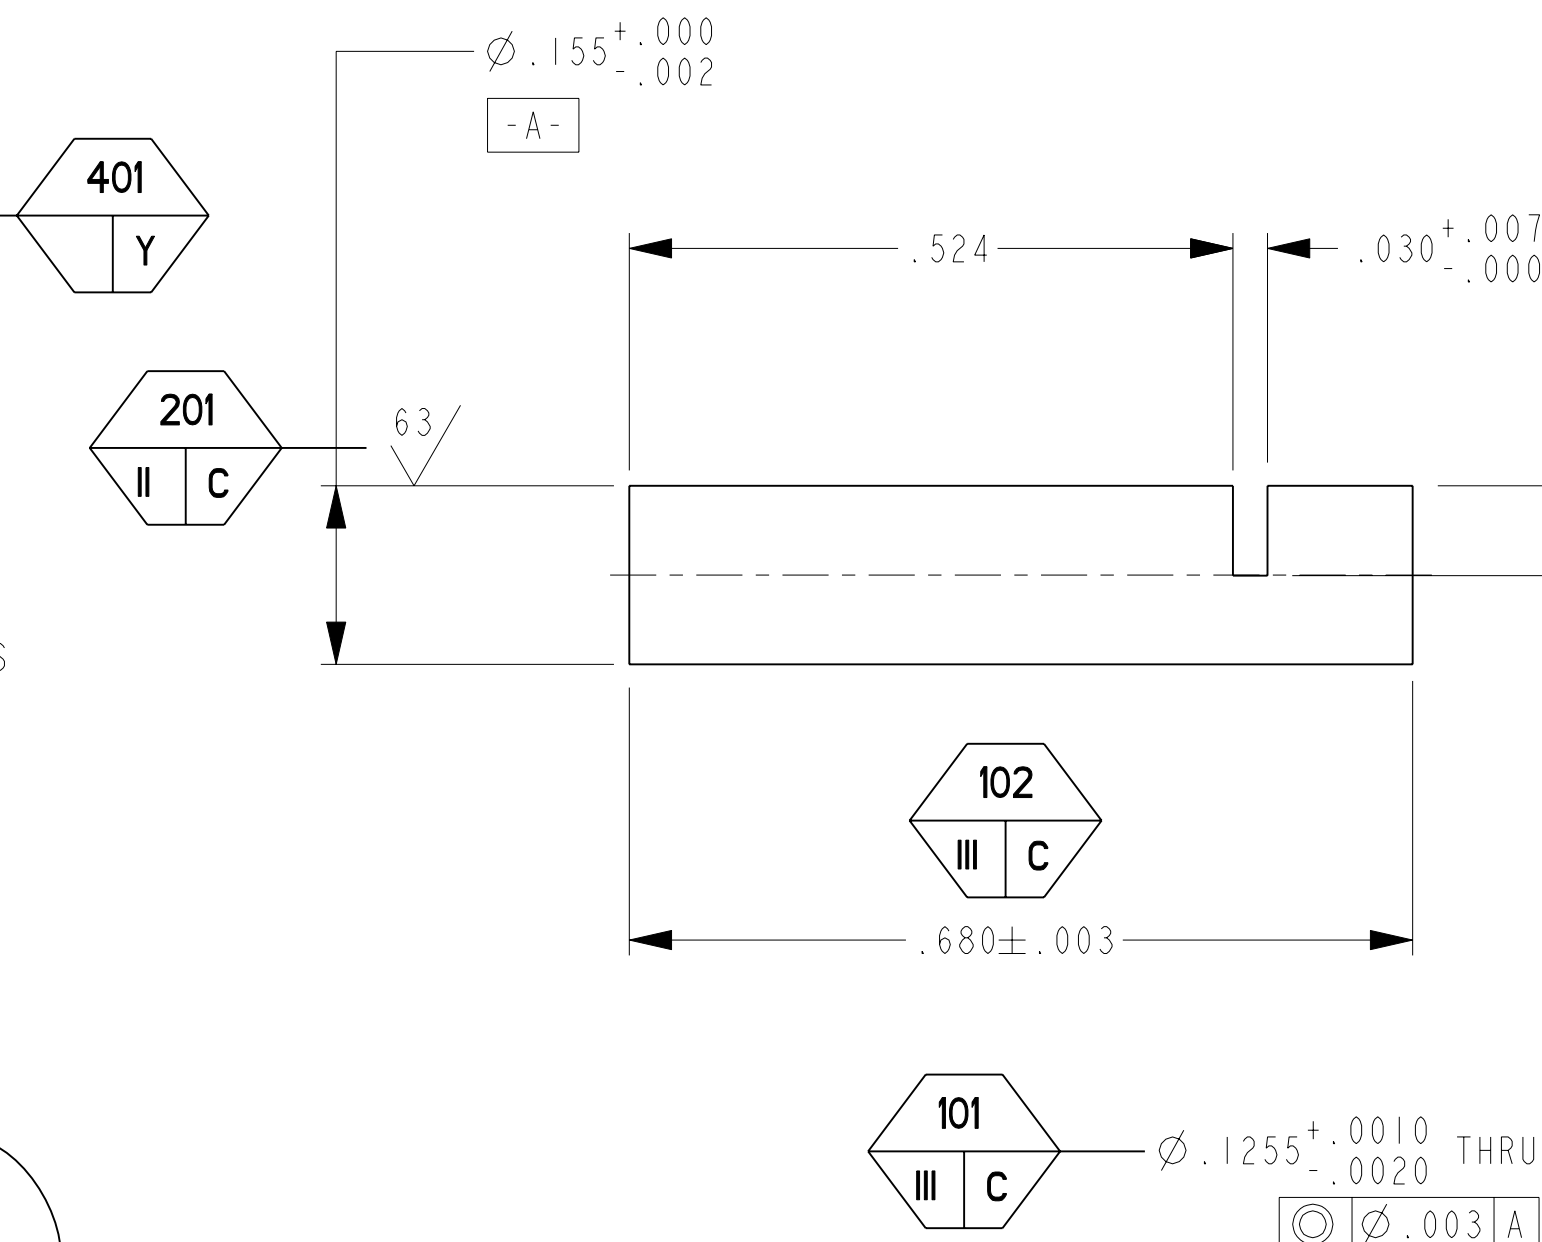 ⌀.155 +.000 -.002
-A-
401
Y
.524
.030 +.007 -.000
201
II C
63
S
102
III C
.680±.003
101
III C
⌀.1255 +.0010 -.0020 THRU
◎ ⌀.003 A